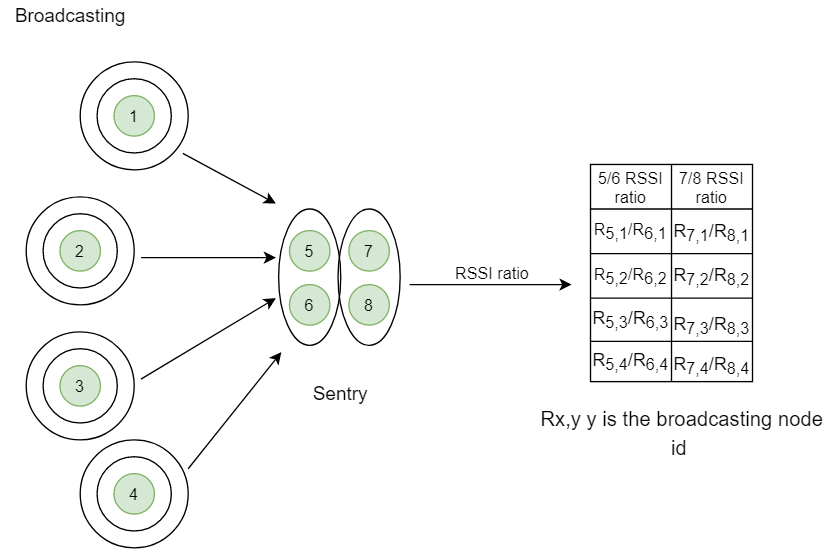 Broadcasting
1
2
3
4
5
6
7
8
Sentry
RSSI ratio
5/6 RSSI
ratio
7/8 RSSI
ratio
R5,1/R6,1
R7,1/R8,1
R5,2/R6,2
R7,2/R8,2
R5,3/R6,3
R7,3/R8,3
R5,4/R6,4
R7,4/R8,4
Rx,y y is the broadcasting node
id